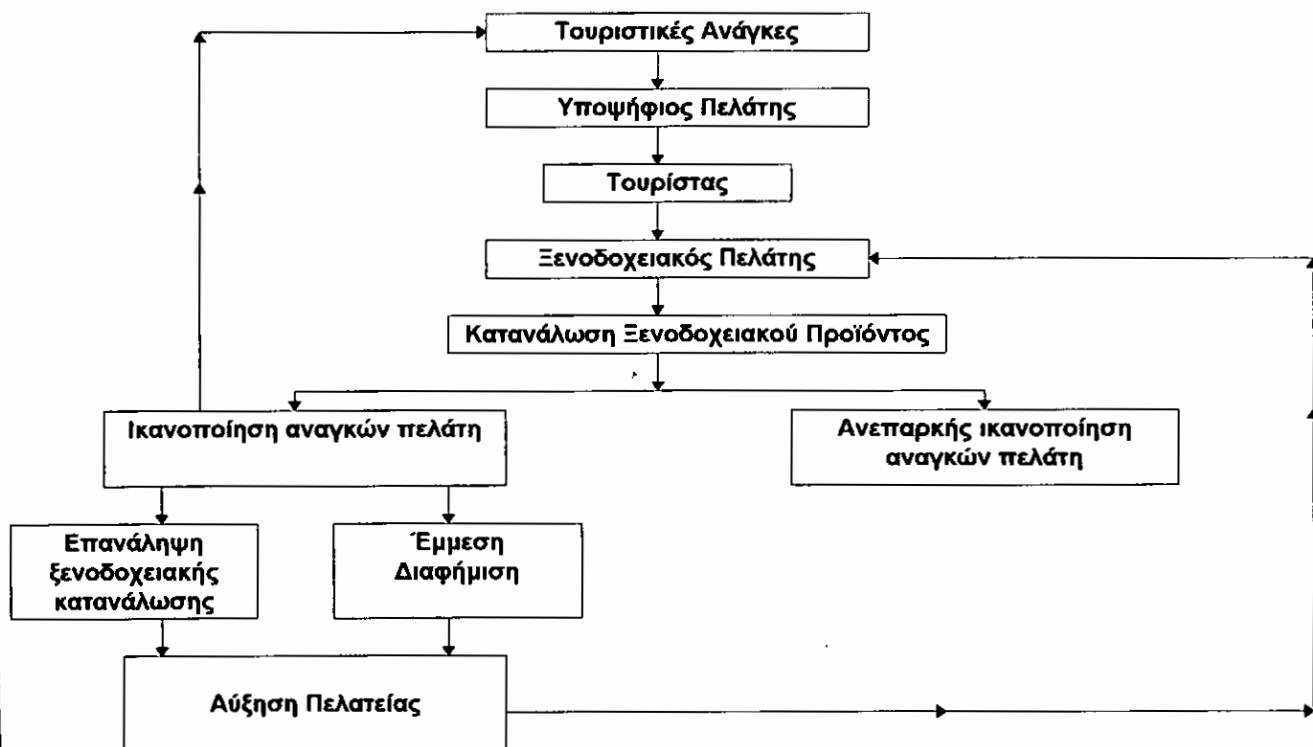 Τουριστικές Ανάγκες
Υποψήφιος Πελάτης
Τουρίστας
Ξενοδοχειακός Πελάτης
Κατανάλωση Ξενοδοχειακού Προϊόντος
Ικανοποίηση αναγκών πελάτη
Ανεπαρκής ικανοποίηση
αναγκών πελάτη
Επανάληψη
ξενοδοχειακής
κατανάλωσης
Έμμεση
Διαφήμιση
Αύξηση Πελατείας